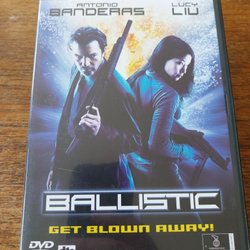 ANTONIO LUCY
BANDERAS LIU
BALLISTIC
GET BLOWN AWAY!
DVD